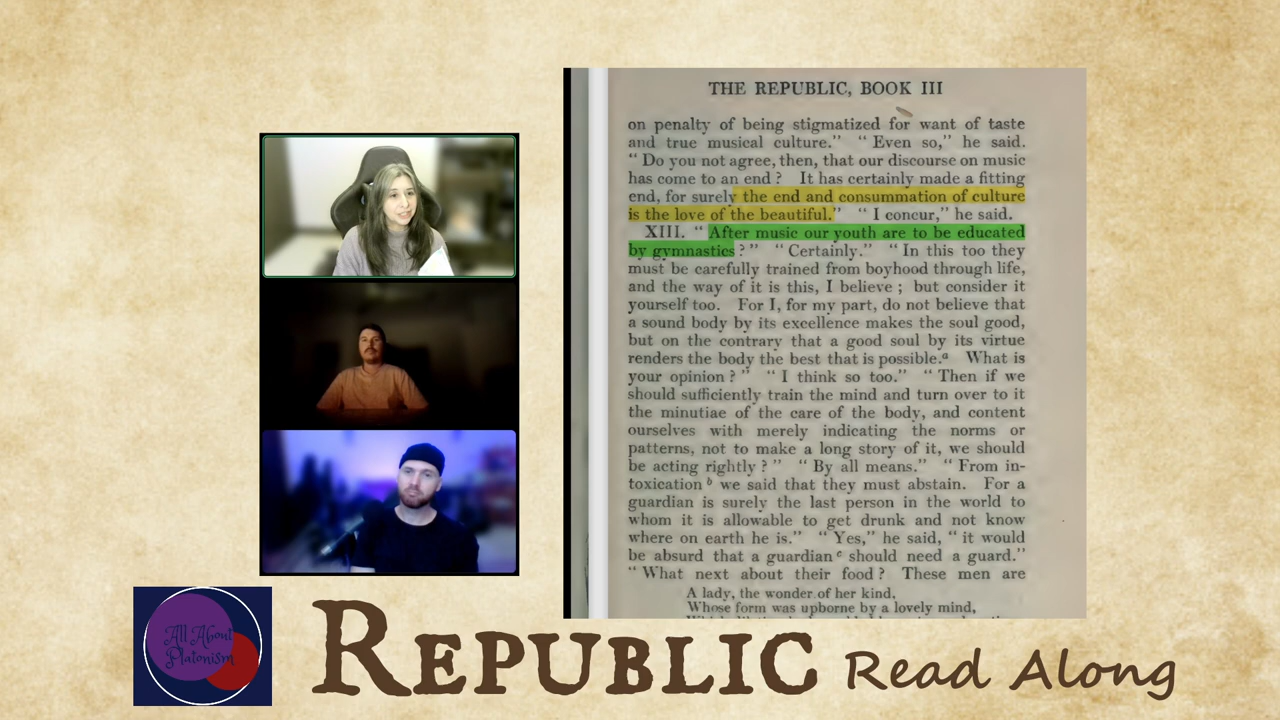 THE REPUBLIC, BOOK III
on penalty of being stigmatized for want of taste
and true musical culture.” “ Even so,” he said.
“ Do you not agree, then, that our discourse on music
has come to an end ? It has certainly made a fitting
end, for surely the end and consummation of culture
is the love of the beautiful.” “ I concur,” he said.
XIII. “ After music our youth are to be educated
by gymnastics ? ” “ Certainly.” “ In this too they
must be carefully trained from boyhood through life,
and the way of it is this, I believe ; but consider it
yourself too. For I, for my part, do not believe that
a sound body by its excellence makes the soul good,
but on the contrary that a good soul by its virtue
renders the body the best that is possible.a What is
your opinion ? ” “ I think so too.” “ Then if we
should sufficiently train the mind and turn over to it
the minutiae of the care of the body, and content
ourselves with merely indicating the norms or
patterns, not to make a long story of it, we should
be acting rightly ? ” “ By all means.” “ From in-
toxication b we said that they must abstain. For a
guardian is surely the last person in the world to
whom it is allowable to get drunk and not know
where on earth he is.” “ Yes,” he said, “ it would
be absurd that a guardian c should need a guard.”
“ What next about their food ? These men are
A lady, the wonder of her kind,
Whose form was upborne by a lovely mind,
All About
Platonism
REPUBLIC Read Along